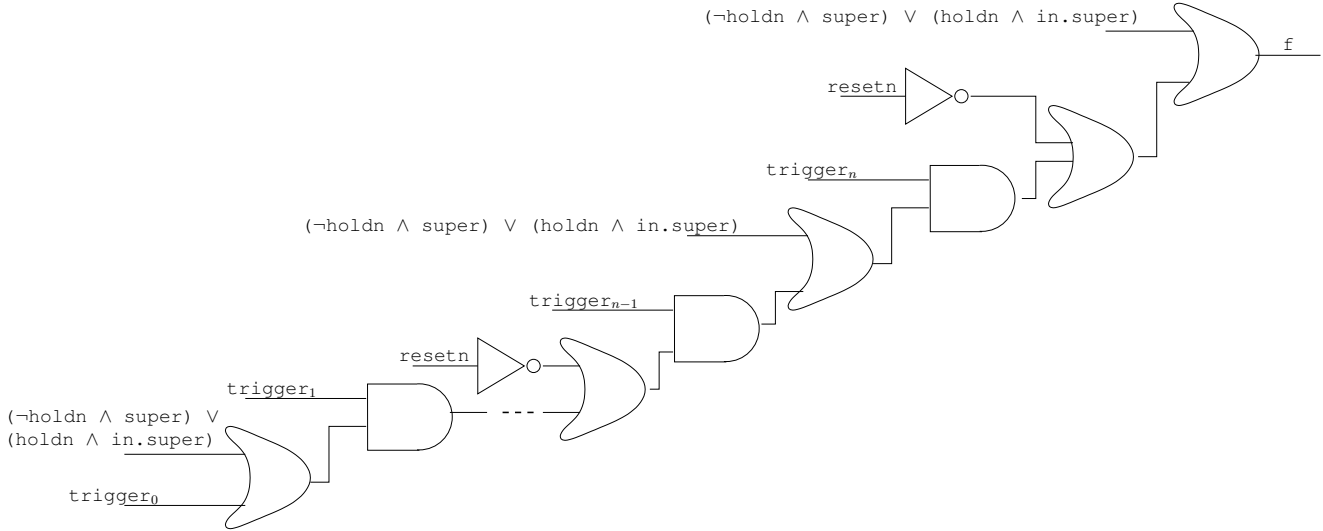 (¬holdn ∧ super) ∨ (holdn ∧ in.super)
f
resetn
triggerₙ
(¬holdn ∧ super) ∨ (holdn ∧ in.super)
triggerₙ₋₁
resetn
trigger₁
(¬holdn ∧ super) ∨
(holdn ∧ in.super)
trigger₀